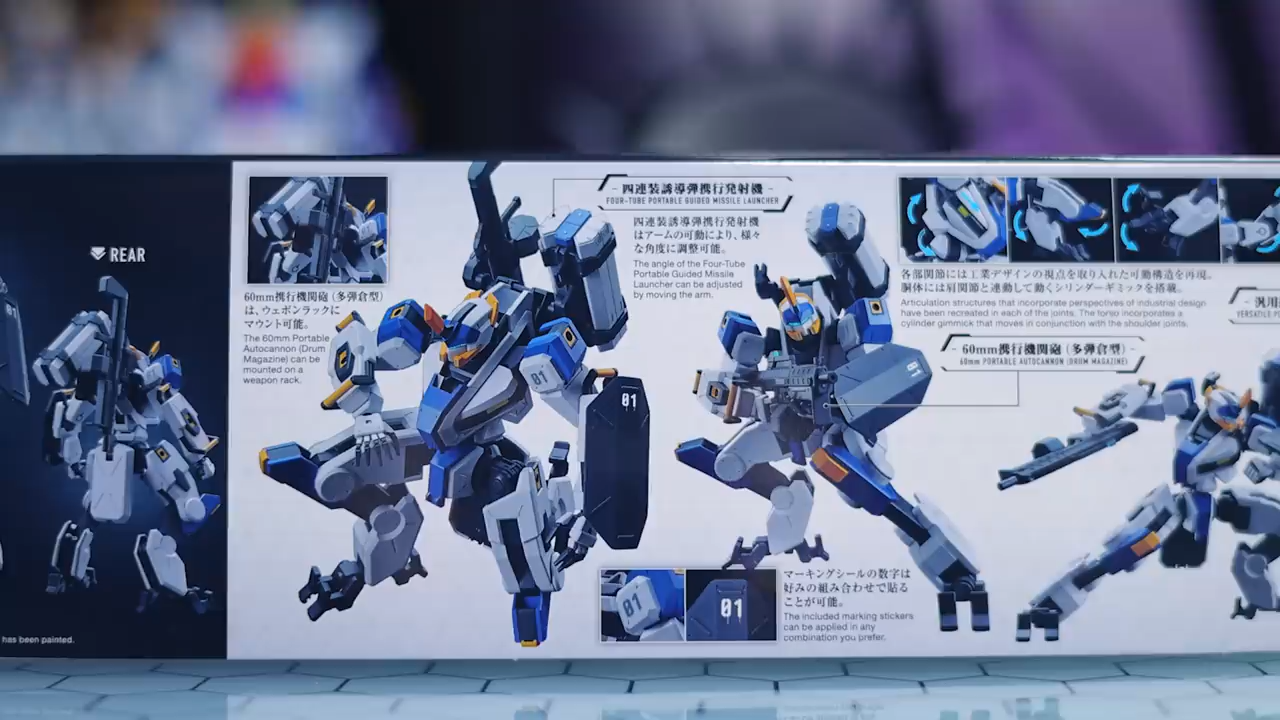 REAR
has been painted.
60mm携行機関砲 (多弾倉型)
は、ウェポンラックに
マウント可能。
The 60mm Portable
Autocannon (Drum
Magazine) can be
mounted on a
weapon rack.
四連装誘導弾携行発射機
FOUR-TUBE PORTABLE GUIDED MISSILE LAUNCHER
四連装誘導弾携行発射機
はアームの可動により、様々
な角度に調整可能。
The angle of the Four-Tube
Portable Guided Missile
Launcher can be adjusted
by moving the arm.
81
01
01
81
01
マーキングシールの数字は
好みの組み合わせで貼る
ことが可能。
The included marking stickers
can be applied in any
combination you prefer.
各部関節には工業デザインの視点を取り入れた可動構造を再現。
胴体には肩関節と連動して動くシリンダーギミックを搭載。
Articulation structures that incorporate perspectives of industrial design
have been recreated in each of the joints. The torso incorporates a
cylinder gimmick that moves in conjunction with the shoulder joints.
60mm携行機関砲 (多弾倉型)
60mm PORTABLE AUTOCANNON (DRUM MAGAZINE)
汎用
VERSATILE